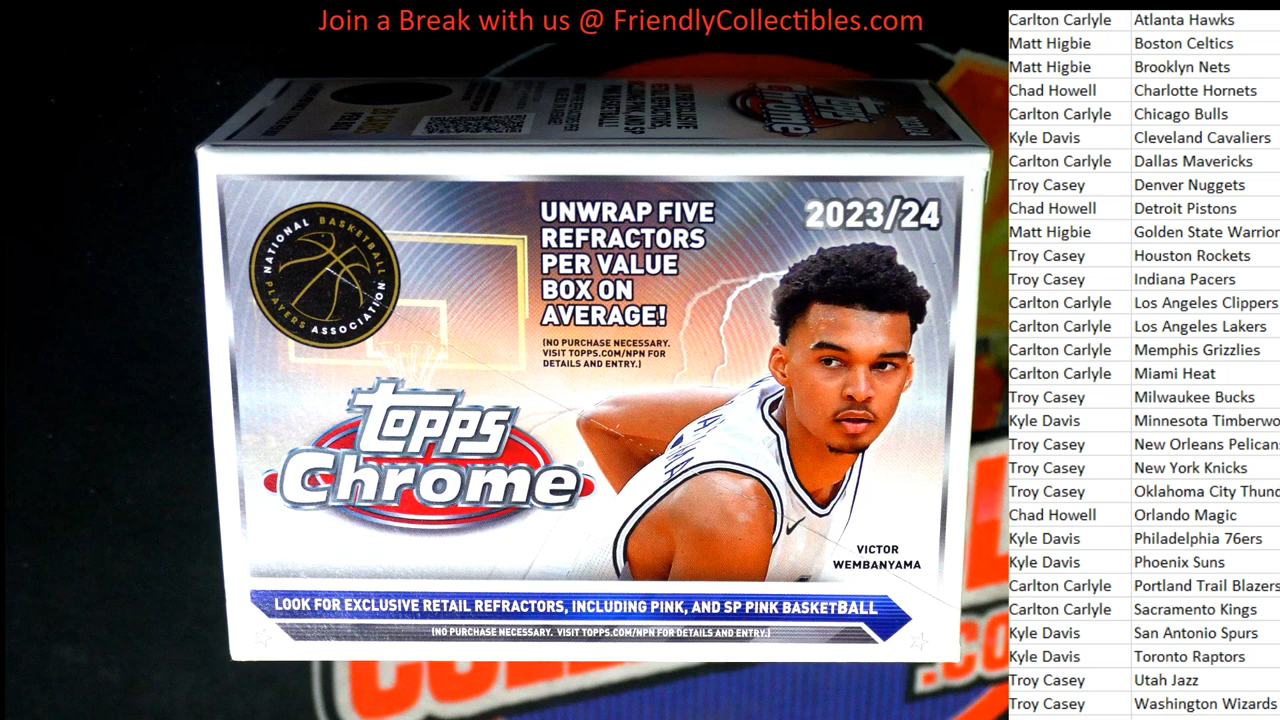 Join a Break with us @ FriendlyCollectibles.com
NATIONAL BASKETBALL PLAYERS ASSOCIATION
UNWRAP FIVE
REFRACTORS
PER VALUE
BOX ON
AVERAGE!
(NO PURCHASE NECESSARY.
VISIT TOPPS.COM/NPN FOR
DETAILS AND ENTRY.)
2023/24
topps
Chrome
VICTOR
WEMBANYAMA
LOOK FOR EXCLUSIVE RETAIL REFRACTORS, INCLUDING PINK, AND SP PINK BASKETBALL
(NO PURCHASE NECESSARY. VISIT TOPPS.COM/NPN FOR DETAILS AND ENTRY.)
Carlton Carlyle Atlanta Hawks
Matt Higbie Boston Celtics
Matt Higbie Brooklyn Nets
Chad Howell Charlotte Hornets
Carlton Carlyle Chicago Bulls
Kyle Davis Cleveland Cavaliers
Carlton Carlyle Dallas Mavericks
Troy Casey Denver Nuggets
Chad Howell Detroit Pistons
Matt Higbie Golden State Warrior
Troy Casey Houston Rockets
Troy Casey Indiana Pacers
Carlton Carlyle Los Angeles Clippers
Carlton Carlyle Los Angeles Lakers
Carlton Carlyle Memphis Grizzlies
Carlton Carlyle Miami Heat
Troy Casey Milwaukee Bucks
Kyle Davis Minnesota Timberwo
Troy Casey New Orleans Pelican
Troy Casey New York Knicks
Troy Casey Oklahoma City Thund
Chad Howell Orlando Magic
Kyle Davis Philadelphia 76ers
Kyle Davis Phoenix Suns
Carlton Carlyle Portland Trail Blazers
Carlton Carlyle Sacramento Kings
Kyle Davis San Antonio Spurs
Kyle Davis Toronto Raptors
Troy Casey Utah Jazz
Troy Casey Washington Wizards